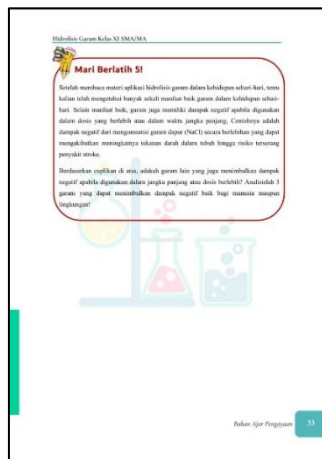 Hidrolisis Garam Kelas XI SMA/MA
Mari Berlatih 5!
Setelah membaca materi aplikasi hidrolisis garam dalam kehidupan sehari-hari, tentu
kalian telah mengetahui banyak sekali manfaat baik garam dalam kehidupan sehari-
hari. Selain manfaat baik, garam juga memiliki dampak negatif apabila digunakan
dalam dosis yang berlebih atau dalam waktu jangka panjang. Contohnya adalah
dampak negatif dari mengonsumsi garam dapur (NaCl) secara berlebihan yang dapat
mengakibatkan meningkatnya tekanan darah dalam tubuh hingga risiko terserang
penyakit stroke.
Berdasarkan cuplikan di atas, adakah garam lain yang juga menimbulkan dampak
negatif apabila digunakan dalam jangka panjang atau dosis berlebih? Analisislah 3
garam yang dapat menimbulkan dampak negatif baik bagi manusia maupun
lingkungan!
Bahan Ajar Pengayaan
33